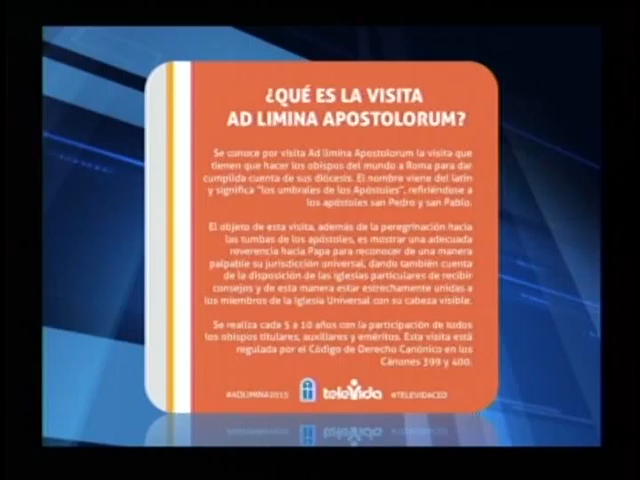 ¿QUÉ ES LA VISITA
AD LIMINA APOSTOLORUM?
Se conoce por visita Ad limina Apostolorum la visita que
tienen que hacer los obispos del mundo a Roma para dar
cumplida cuenta de sus diócesis. El nombre viene del latín
y significa "los umbrales de los Apóstoles", refiriéndose a
los apóstoles san Pedro y san Pablo.
El objeto de esta visita, además de la peregrinación hacia
las tumbas de los apóstoles, es mostrar una adecuada
reverencia hacia Papa para reconocer de una manera
palpable su jurisdicción universal, dando también cuenta
de la disposición de las iglesias particulares de recibir
consejos y de esta manera estar estrechamente unidas a
los miembros de la Iglesia Universal con su cabeza visible.
Se realiza cada 5 a 10 años con la participación de todos
los obispos titulares, auxiliares y eméritos. Esta visita está
regulada por el Código de Derecho Canónico en los
Cánones 399 y 400.
#ADLIMINA2015 teleVida @TELEVIDACED